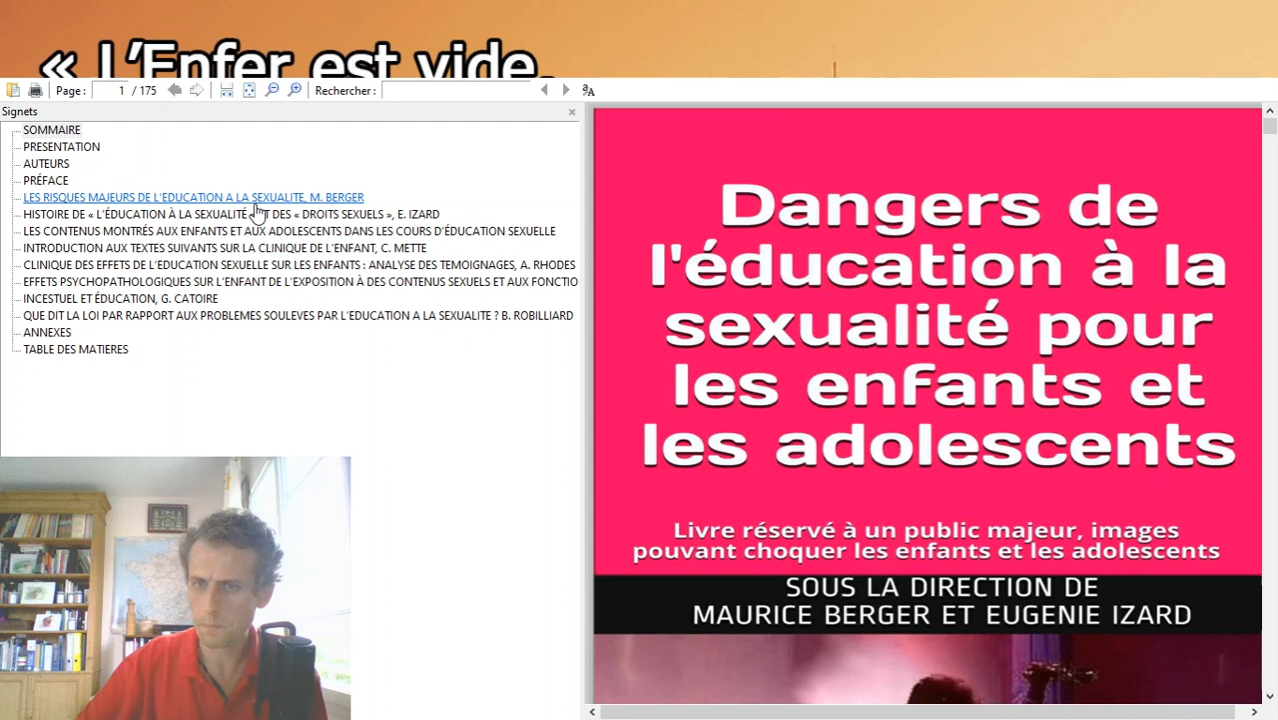 « L'Enfer est vide,
Page : 1 / 175 Rechercher :
Signets
SOMMAIRE
PRESENTATION
AUTEURS
PRÉFACE
LES RISQUES MAJEURS DE L'EDUCATION A LA SEXUALITE, M. BERGER
HISTOIRE DE « L'ÉDUCATION À LA SEXUALITÉ DES « DROITS SEXUELS », E. IZARD
LES CONTENUS MONTRÉS AUX ENFANTS ET AUX ADOLESCENTS DANS LES COURS D'ÉDUCATION SEXUELLE
INTRODUCTION AUX TEXTES SUIVANTS SUR LA CLINIQUE DE L'ENFANT, C. METTE
CLINIQUE DES EFFETS DE L'EDUCATION SEXUELLE SUR LES ENFANTS : ANALYSE DES TEMOIGNAGES, A. RHODES
EFFETS PSYCHOPATHOLOGIQUES SUR L'ENFANT DE L'EXPOSITION À DES CONTENUS SEXUELS ET AUX FONCTIO
INCESTUEL ET ÉDUCATION, G. CATOIRE
QUE DIT LA LOI PAR RAPPORT AUX PROBLEMES SOULEVES PAR L'EDUCATION A LA SEXUALITE ? B. ROBILLIARD
ANNEXES
TABLE DES MATIERES
Dangers de
l'éducation à la
sexualité pour
les enfants et
les adolescents
Livre réservé à un public majeur, images
pouvant choquer les enfants et les adolescents
SOUS LA DIRECTION DE
MAURICE BERGER ET EUGENIE IZARD